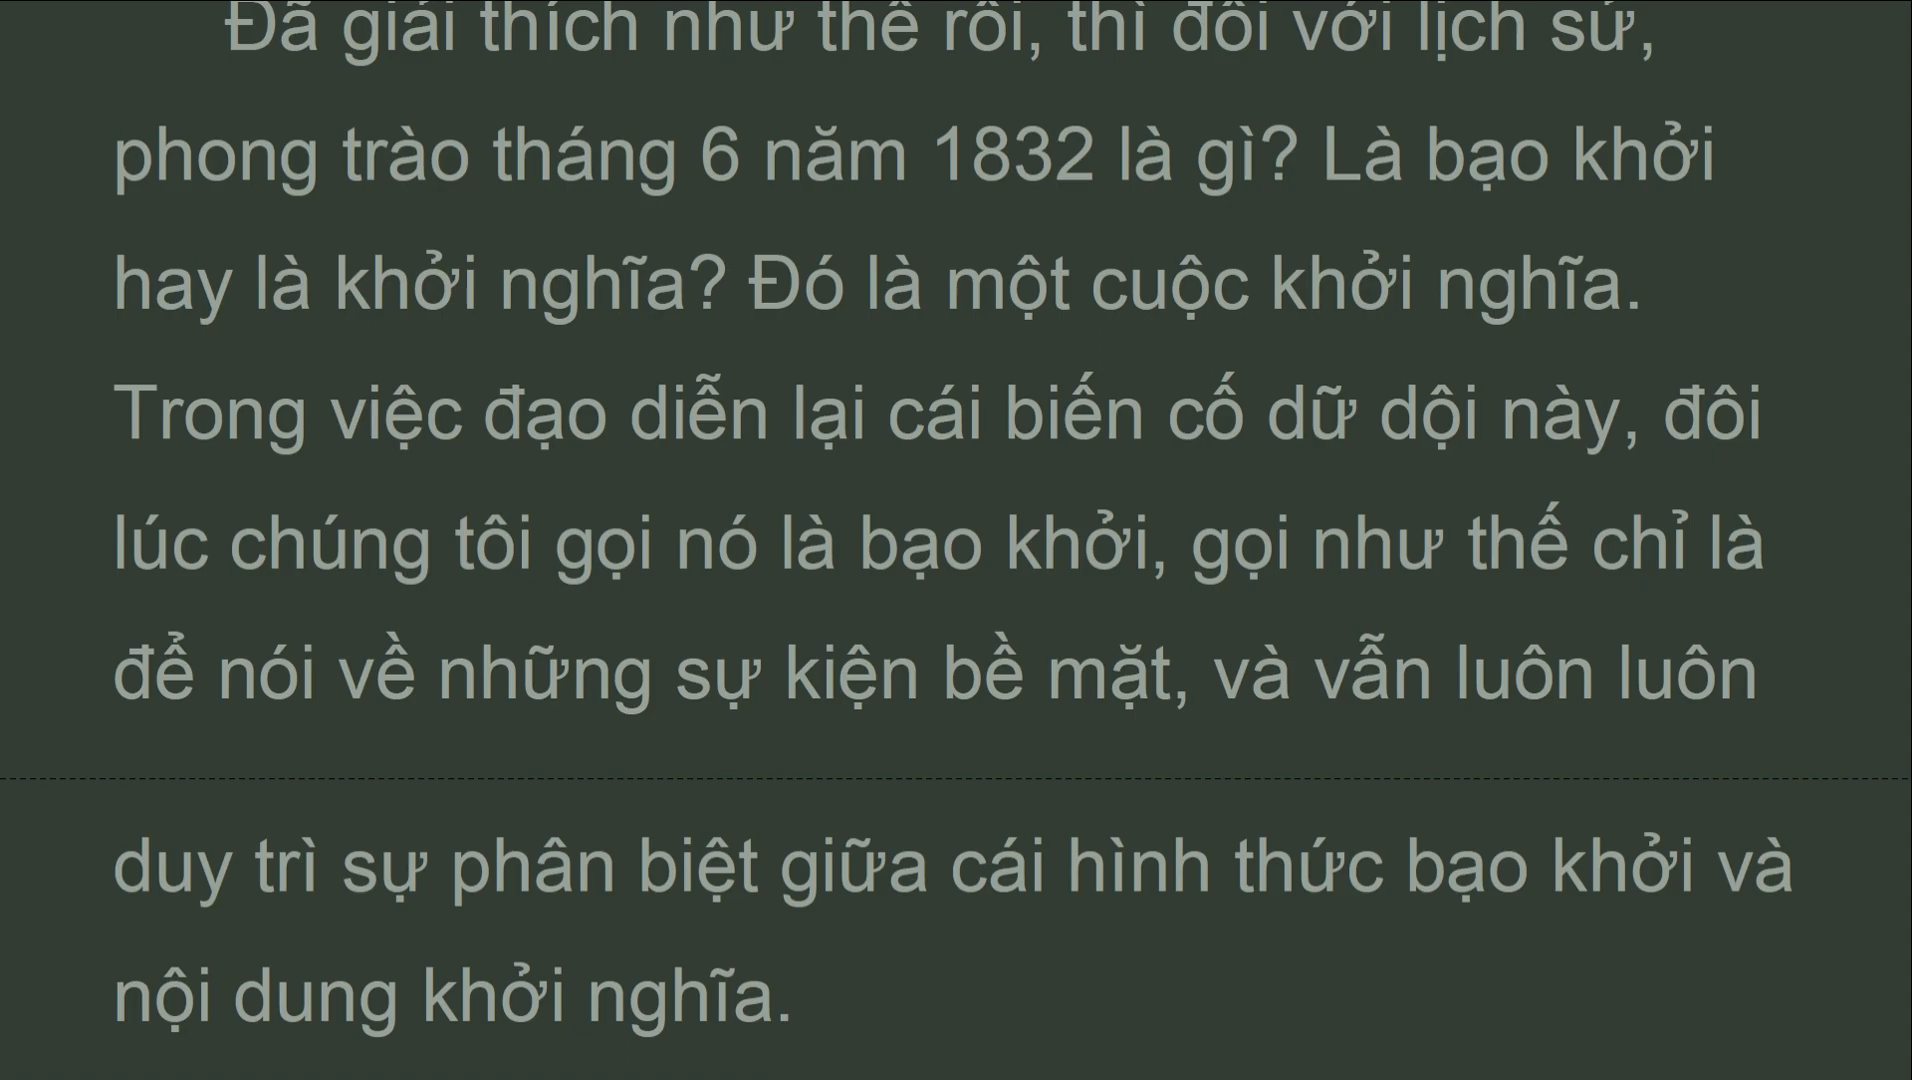 Đã giải thích như thế rồi, thì đối với lịch sử,
phong trào tháng 6 năm 1832 là gì? Là bạo khởi
hay là khởi nghĩa? Đó là một cuộc khởi nghĩa.
Trong việc đạo diễn lại cái biến cố dữ dội này, đôi
lúc chúng tôi gọi nó là bạo khởi, gọi như thế chỉ là
để nói về những sự kiện bề mặt, và vẫn luôn luôn
duy trì sự phân biệt giữa cái hình thức bạo khởi và
nội dung khởi nghĩa.